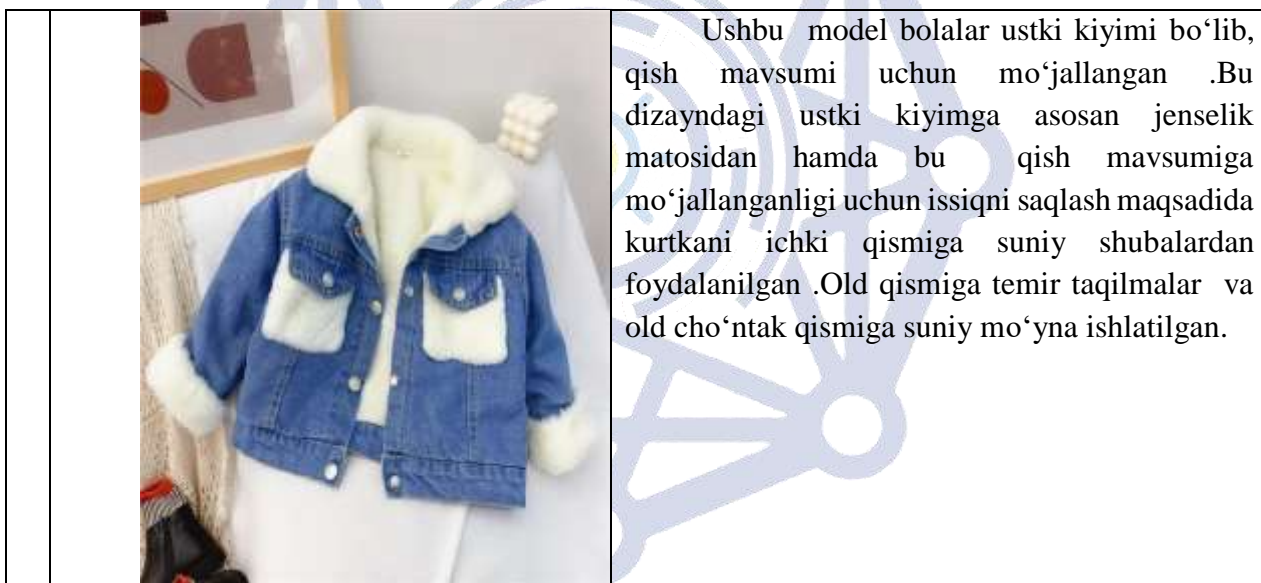 Ushbu model bolalar ustki kiyimi bo‘lib,
qish mavsumi uchun mo‘jallangan .Bu
dizayndagi ustki kiyimga asosan jenselik
matosidan hamda bu qish mavsumiga
mo‘jallanganligi uchun issiqni saqlash maqsadida
kurtkani ichki qismiga suniy shubalardan
foydalanilgan .Old qismiga temir taqilmalar va
old cho‘ntak qismiga suniy mo‘yna ishlatilgan.